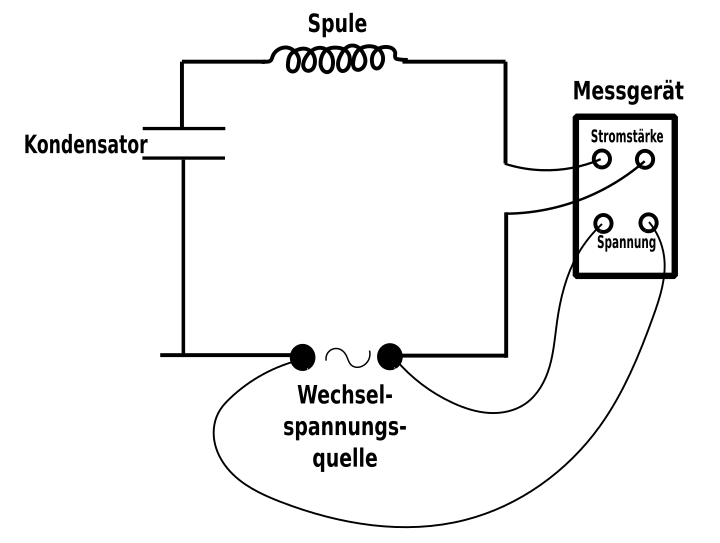 Spule
Messgerät
Stromstärke
Kondensator
Spannung
Wechsel-
spannungs-
quelle